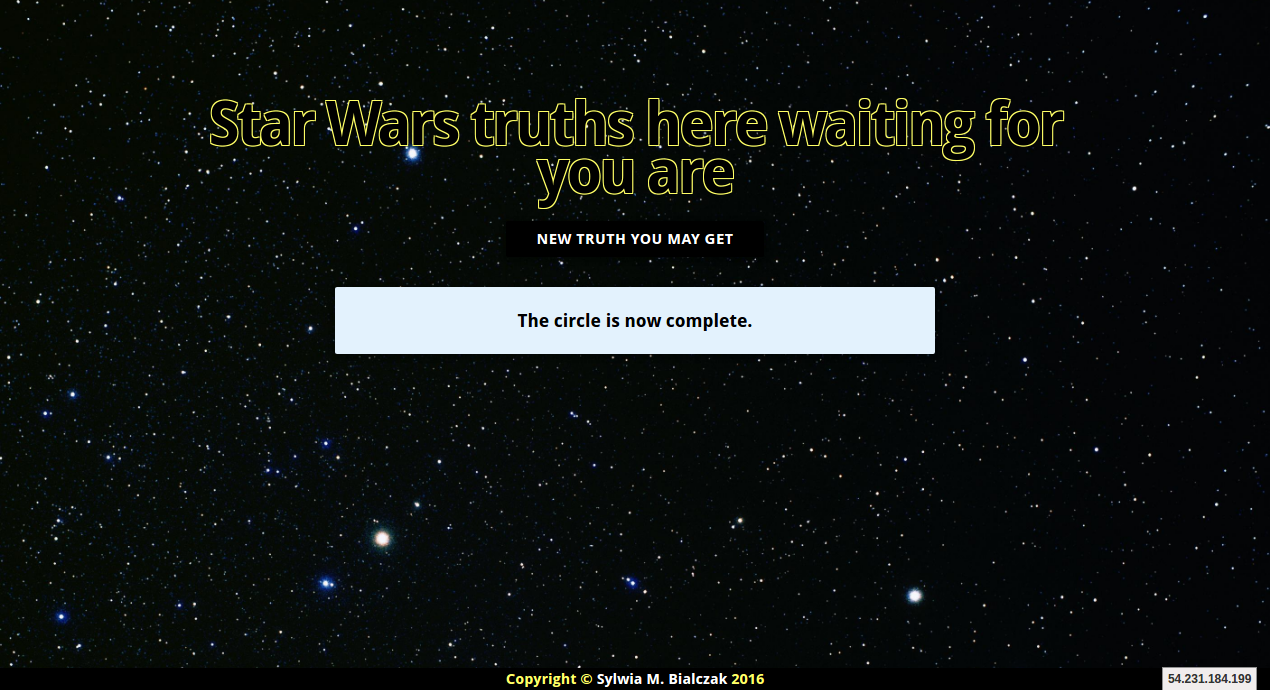 Star Wars truths here waiting for
you are
NEW TRUTH YOU MAY GET
The circle is now complete.
Copyright © Sylwia M. Bialczak 2016
54.231.184.199